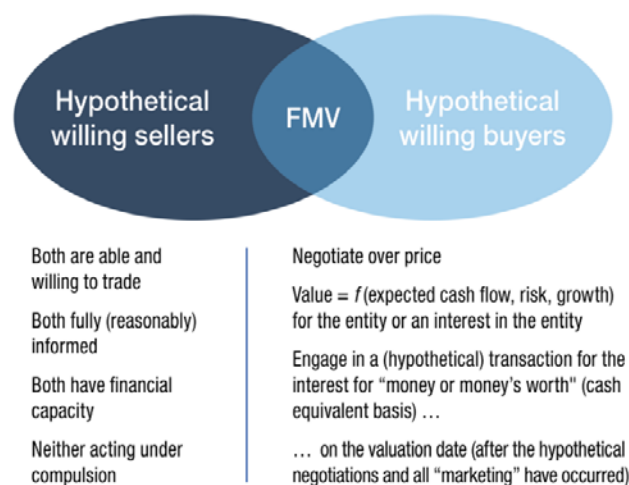 Hypothetical
willing sellers
FMV
Hypothetical
willing buyers
Both are able and
willing to trade
Both fully (reasonably)
informed
Both have financial
capacity
Neither acting under
compulsion
Negotiate over price
Value = f (expected cash flow, risk, growth)
for the entity or an interest in the entity
Engage in a (hypothetical) transaction for the
interest for “money or money’s worth" (cash
equivalent basis) …
… on the valuation date (after the hypothetical
negotiations and all “marketing” have occurred)